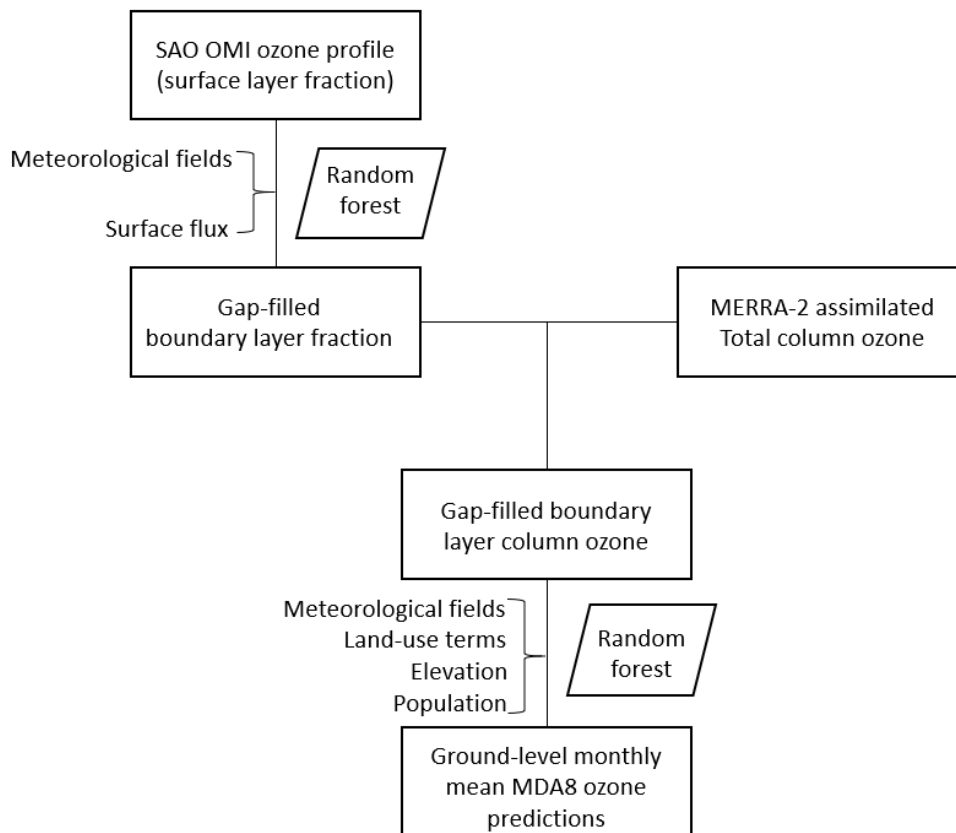 SAO OMI ozone profile
(surface layer fraction)
Meteorological fields
Surface flux
Random
forest
Gap-filled
boundary layer fraction
MERRA-2 assimilated
Total column ozone
Gap-filled boundary
layer column ozone
Meteorological fields
Land-use terms
Elevation
Population
Random
forest
Ground-level monthly
mean MDA8 ozone
predictions